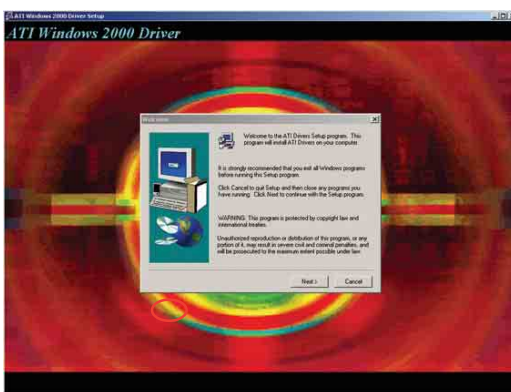 ATI Windows 2000 Driver Setup
ATI Windows 2000 Driver
Welcome
Welcome to the ATI Drivers Setup program. This
program will install ATI Drivers on your computer.
It is strongly recommended that you exit all Windows programs
before running this Setup program.
Click Cancel to quit Setup and then close any programs you
have running. Click Next to continue with the Setup program.
WARNING: This program is protected by copyright law and
international treaties.
Unauthorized reproduction or distribution of this program, or any
portion of it, may result in severe civil and criminal penalties, and
will be prosecuted to the maximum extent possible under law.
Next >
Cancel